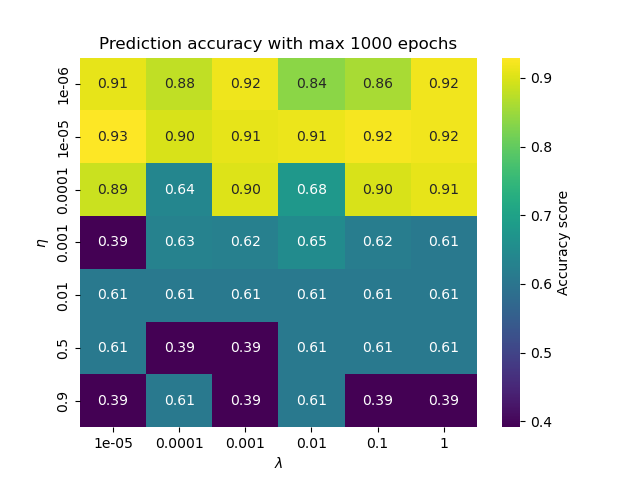 Prediction accuracy with max 1000 epochs
1e-06 0.91 0.88 0.92 0.84 0.86 0.92
1e-05 0.93 0.90 0.91 0.91 0.92 0.92
0.0001 0.89 0.64 0.90 0.68 0.90 0.91
0.001 0.39 0.63 0.62 0.65 0.62 0.61
0.01 0.61 0.61 0.61 0.61 0.61 0.61
0.5 0.61 0.39 0.39 0.61 0.61 0.61
0.9 0.39 0.61 0.39 0.61 0.39 0.39
η
1e-05 0.0001 0.001 0.01 0.1 1
λ
0.9
0.8
0.7
0.6
0.5
0.4
Accuracy score